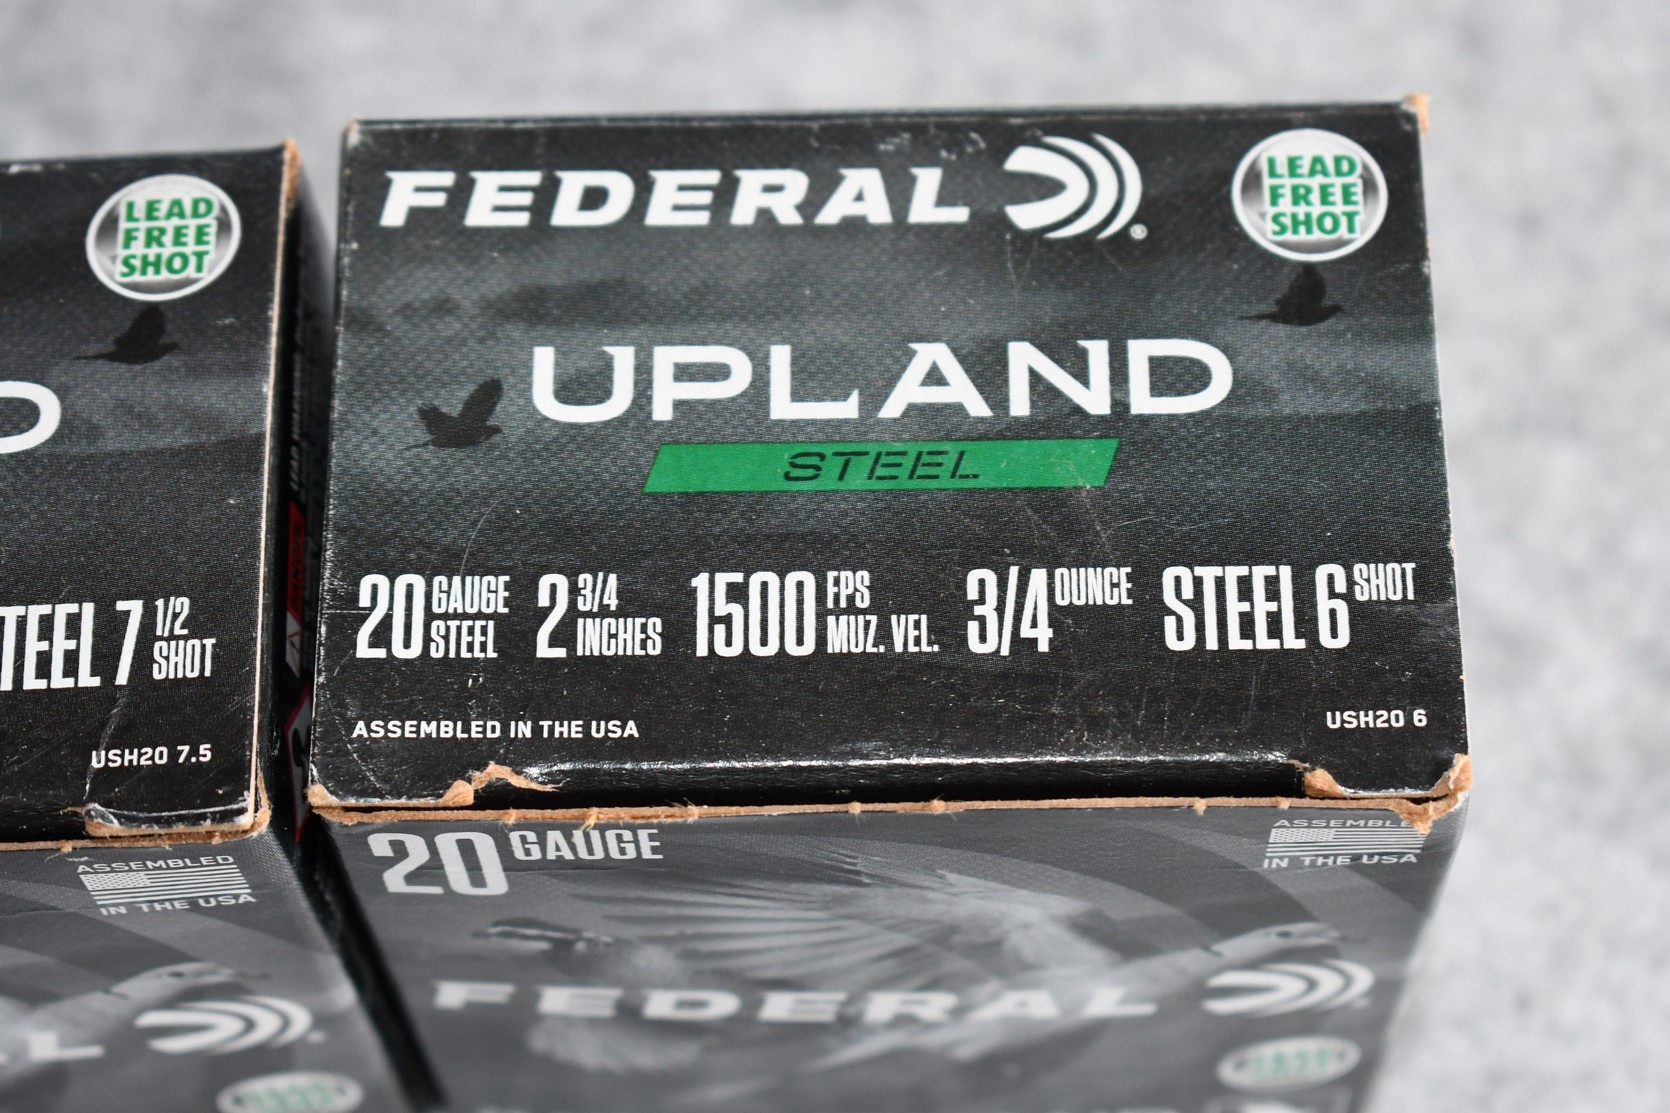 LEAD
FREE
SHOT
D
TEEL 7 1/2 SHOT
USH20 7.5
ASSEMBLED
IN THE USA
FEDERAL
LEAD
FREE
SHOT
UPLAND
STEEL
20 GAUGE STEEL 2 3/4 INCHES 1500 FPS MUZ. VEL. 3/4 OUNCE STEEL 6 SHOT
ASSEMBLED IN THE USA
USH20 6
20 GAUGE
ASSEMBLE
IN THE USA
FEDERAL